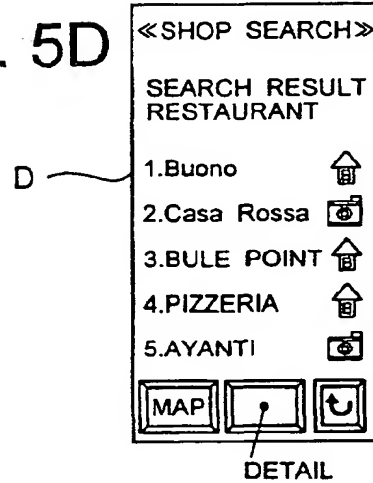 . 5D
≪SHOP SEARCH≫
SEARCH RESULT
RESTAURANT
D
1.Buono
2.Casa Rossa
3.BULE POINT
4.PIZZERIA
5.AYANTI
MAP
DETAIL